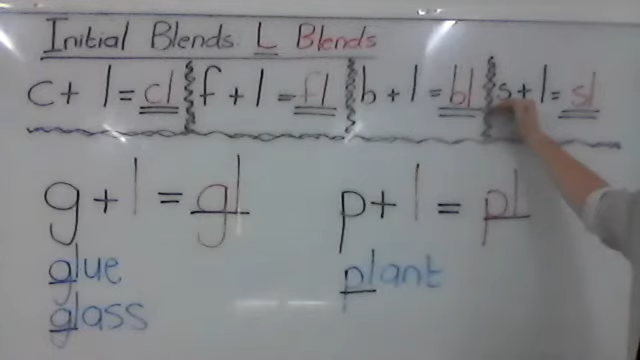 Initial Blends L Blends
c + l = cl f + l = fl b + l = bl s + l = sl
g + l = gl p + l = pl
glue plant
glass